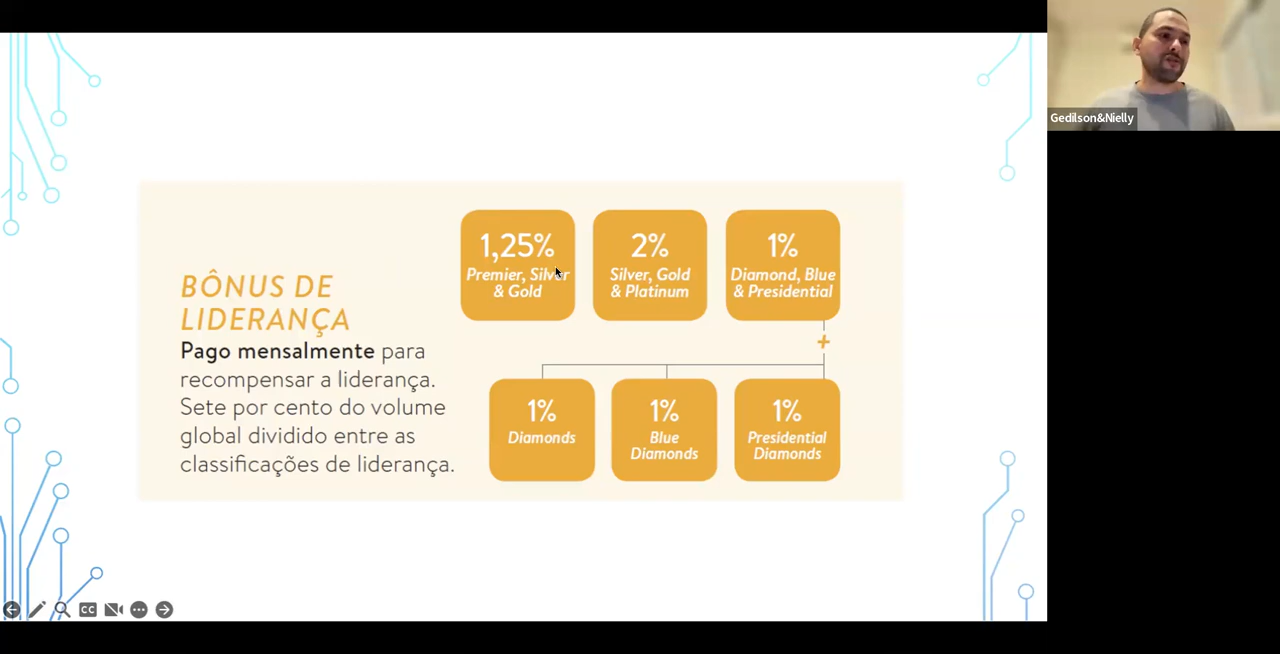 Gedilson&Nielly
BÔNUS DE
LIDERANÇA
Pago mensalmente para
recompensar a liderança.
Sete por cento do volume
global dividido entre as
classificações de liderança.
1,25%
Premier, Silver
& Gold
2%
Silver, Gold
& Platinum
1%
Diamond, Blue
& Presidential
+
1%
Diamonds
1%
Blue
Diamonds
1%
Presidential
Diamonds
CC